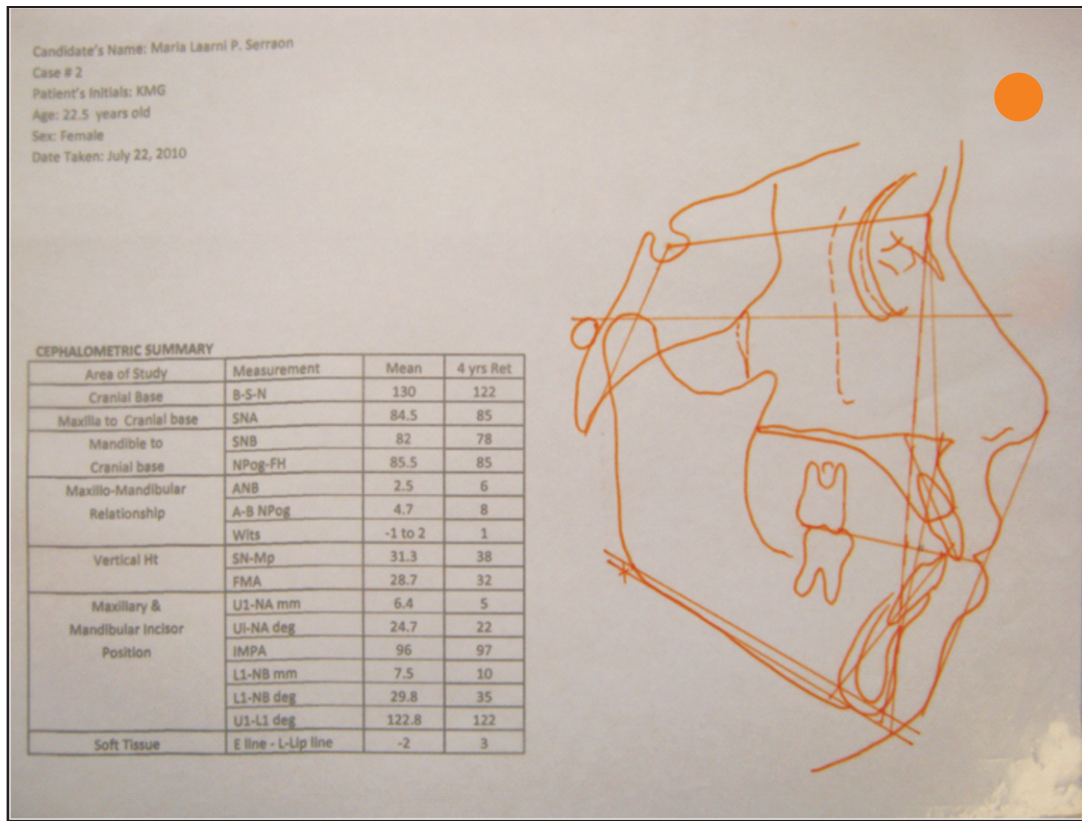 Candidate's Name: Maria Laarni P. Serraon
Case # 2
Patient's Initials: KMG
Age: 22.5 years old
Sex: Female
Date Taken: July 22, 2010
CEPHALOMETRIC SUMMARY
Area of Study Measurement Mean 4 yrs Ret
Cranial Base B-S-N 130 122
Maxilla to Cranial base SNA 84.5 85
Mandible to SNB 82 78
Cranial base NPog-FH 85.5 85
Maxillo-Mandibular ANB 2.5 6
Relationship A-B NPog 4.7 8
Wits -1 to 2 1
Vertical Ht SN-Mp 31.3 38
FMA 28.7 32
Maxillary & U1-NA mm 6.4 5
Mandibular Incisor UI-NA deg 24.7 22
Position IMPA 96 97
L1-NB mm 7.5 10
L1-NB deg 29.8 35
U1-L1 deg 122.8 122
Soft Tissue E line - L-Lip line -2 3